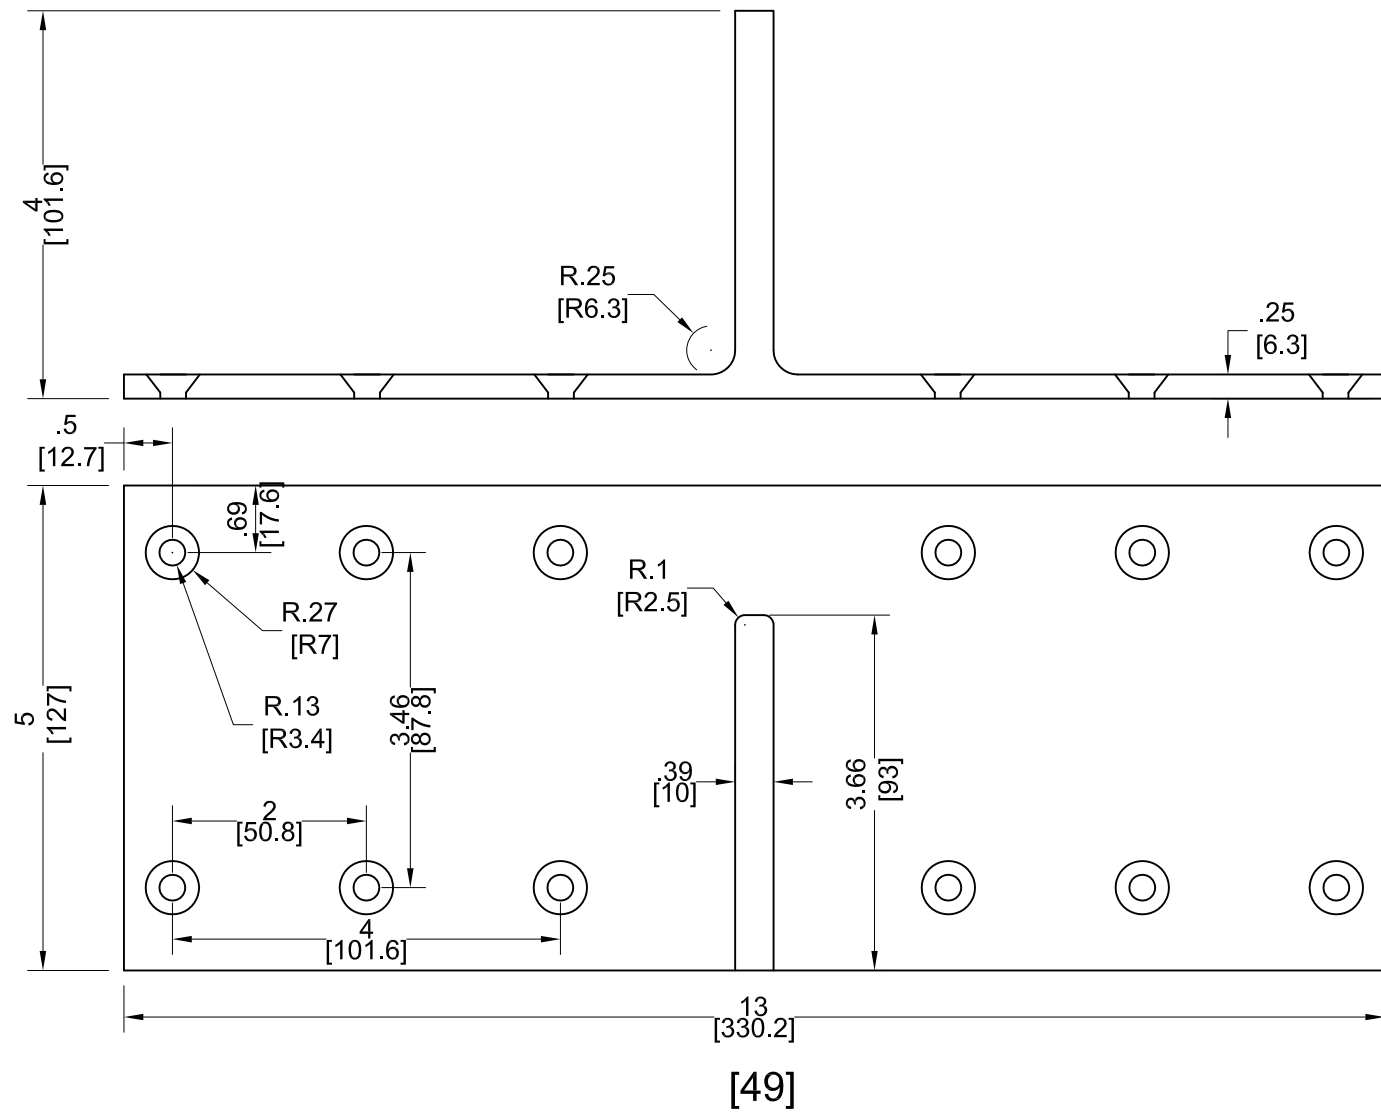 4
[101.6]
R.25
[R6.3]
.25
[6.3]
.5
[12.7]
.69
[17.6]
R.27
[R7]
R.13
[R3.4]
R.1
[R2.5]
5
[127]
3.46
[87.8]
.39
[10]
3.66
[93]
2
[50.8]
4
[101.6]
13
[330.2]
[49]